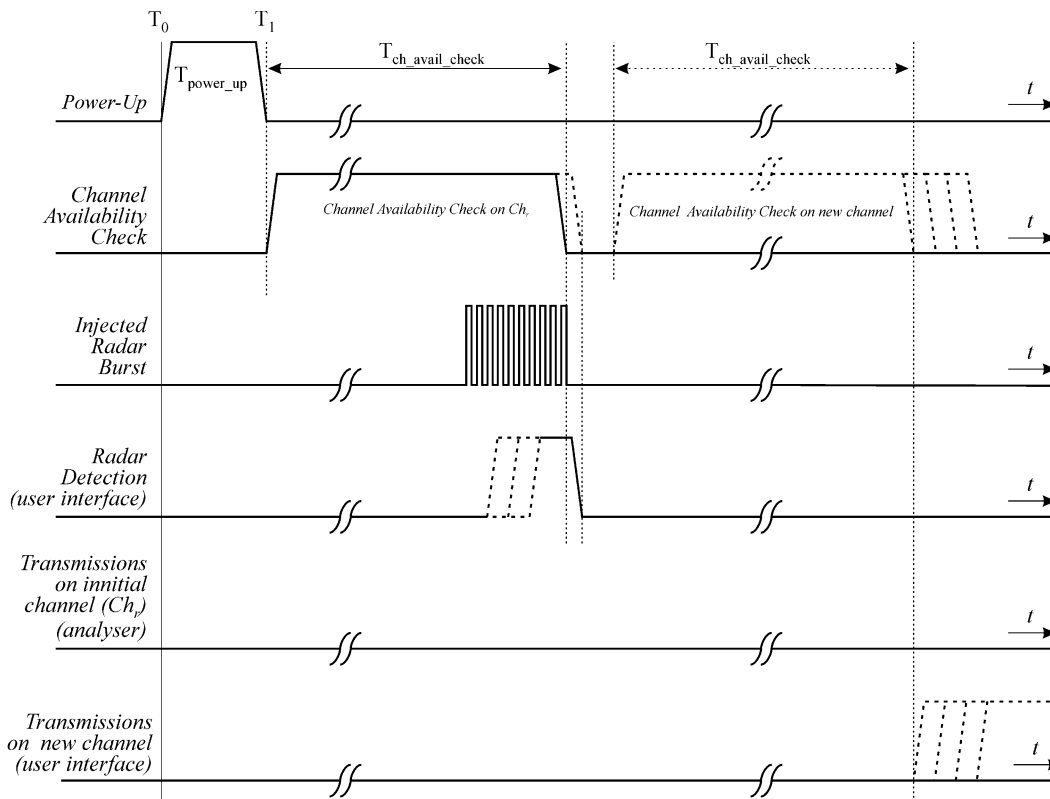 T0 T1
Tch_avail_check
Tch_avail_check
Tpower_up
Power-Up
t
Channel
Availability
Check
Channel Availability Check on Chr
Channel Availability Check on new channel
t
Injected
Radar
Burst
t
Radar
Detection
(user interface)
t
Transmissions
on innitial
channel (Chr)
(analyser)
t
Transmissions
on new channel
(user interface)
t